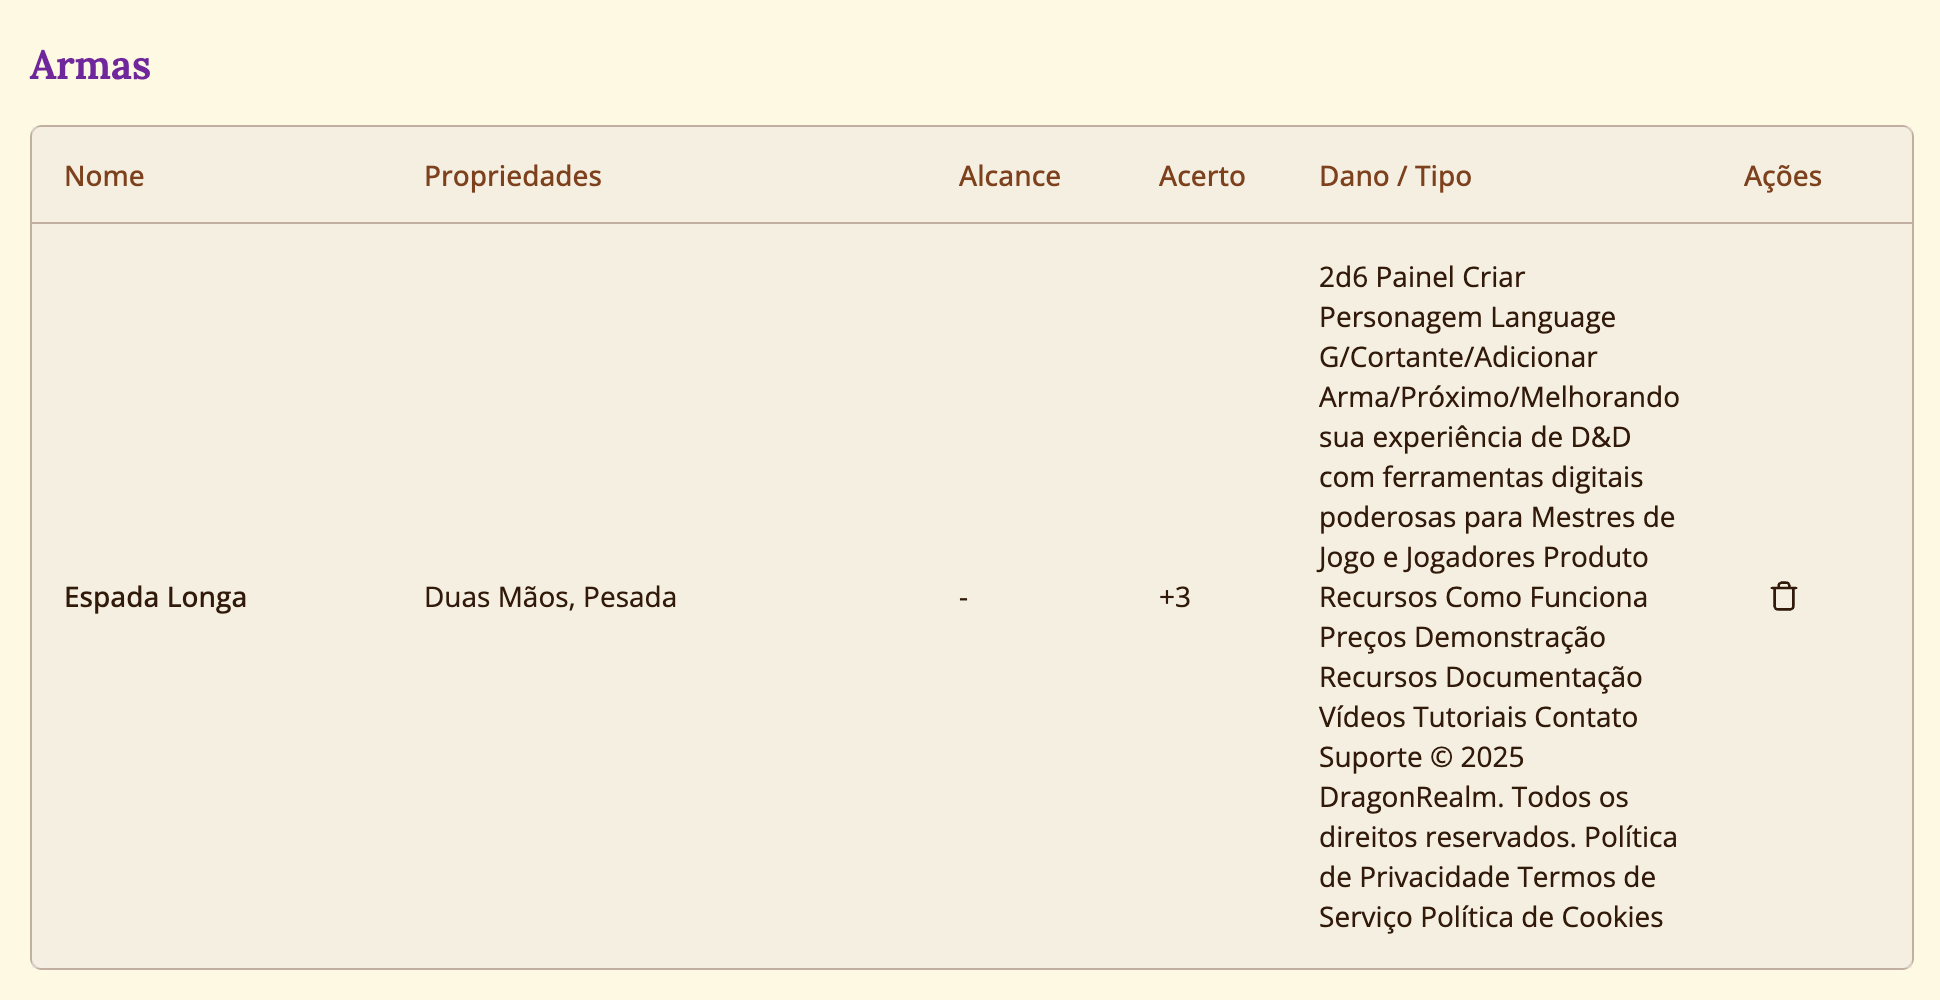 Armas
Nome Propriedades Alcance Acerto Dano / Tipo Ações
Espada Longa
Duas Mãos, Pesada
-
+3
2d6 Painel Criar
Personagem Language
G/Cortante/Adicionar
Arma/Próximo/Melhorando
sua experiência de D&D
com ferramentas digitais
poderosas para Mestres de
Jogo e Jogadores Produto
Recursos Como Funciona
Preços Demonstração
Recursos Documentação
Vídeos Tutoriais Contato
Suporte © 2025
DragonRealm. Todos os
direitos reservados. Política
de Privacidade Termos de
Serviço Política de Cookies